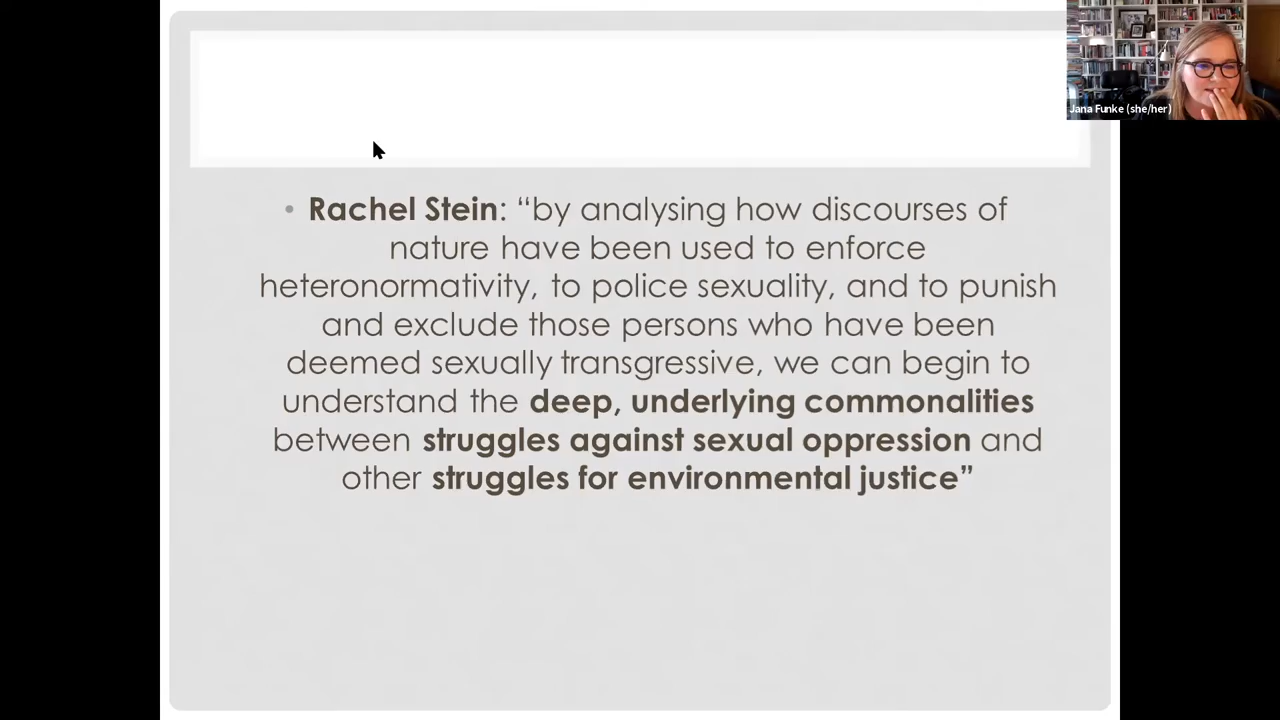 Jana Funke (she/her)
• Rachel Stein: “by analysing how discourses of
nature have been used to enforce
heteronormativity, to police sexuality, and to punish
and exclude those persons who have been
deemed sexually transgressive, we can begin to
understand the deep, underlying commonalities
between struggles against sexual oppression and
other struggles for environmental justice”